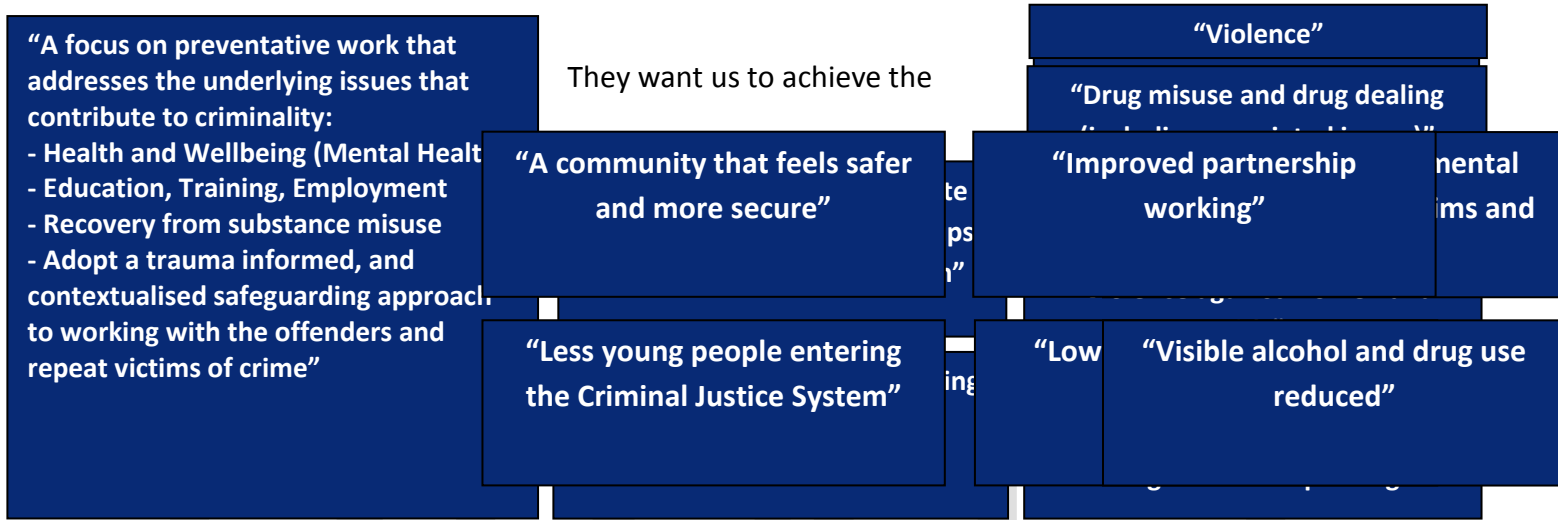 “A focus on preventative work that
addresses the underlying issues that
contribute to criminality:
- Health and Wellbeing (Mental
- Education, Training, Employment
- Recovery from substance misuse
- Adopt a trauma informed, and
contextualised safeguarding approach
to working with the offenders and
repeat victims of crime”
They want us to achieve the
“Violence”
“Drug misuse and drug dealing
“A community that feels safer
and more secure”
“Improved partnership
working”
and
“Less young people entering
the Criminal Justice System”
“Low
“Visible alcohol and drug use
reduced”